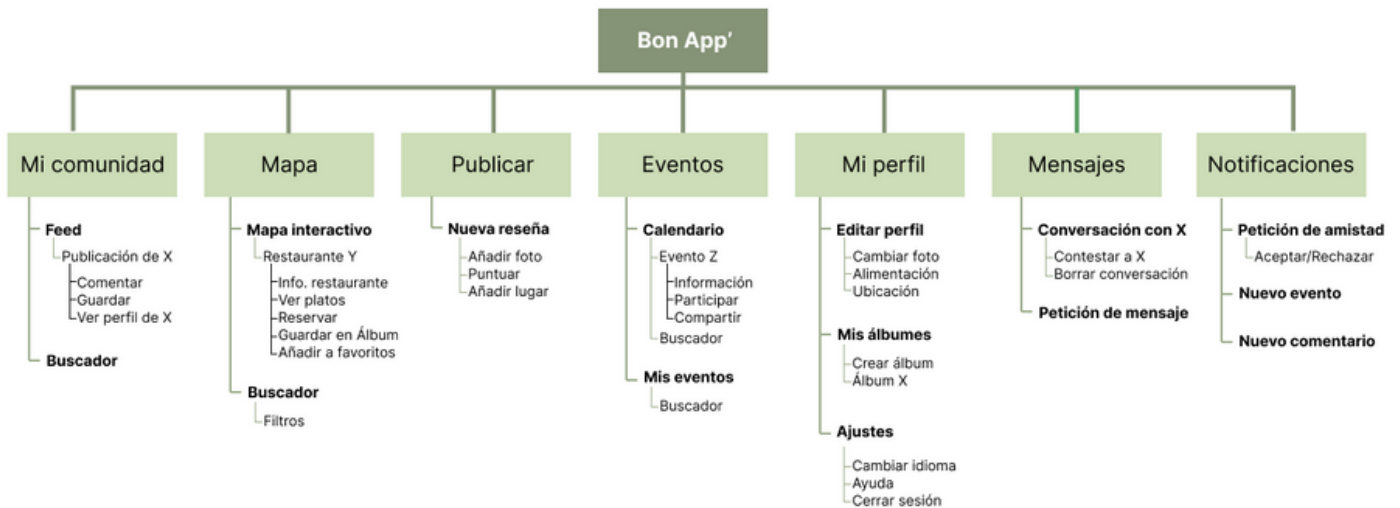 Bon App’
Mi comunidad
Feed
Publicación de X
Comentar
Guardar
Ver perfil de X
Buscador
Mapa
Mapa interactivo
Restaurante Y
Info. restaurante
Ver platos
Reservar
Guardar en Álbum
Añadir a favoritos
Buscador
Filtros
Publicar
Nueva reseña
Añadir foto
Puntuar
Añadir lugar
Eventos
Calendario
Evento Z
Información
Participar
Compartir
Buscador
Mis eventos
Buscador
Mi perfil
Editar perfil
Cambiar foto
Alimentación
Ubicación
Mis álbumes
Crear álbum
Álbum X
Ajustes
Cambiar idioma
Ayuda
Cerrar sesión
Mensajes
Conversación con X
Contestar a X
Borrar conversación
Petición de mensaje
Notificaciones
Petición de amistad
Aceptar/Rechazar
Nuevo evento
Nuevo comentario